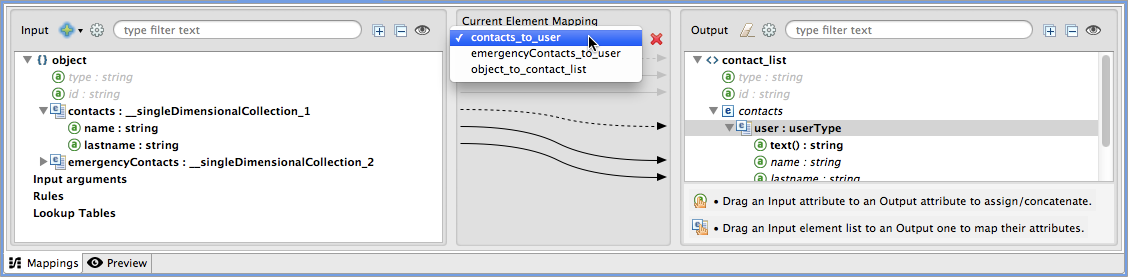 Input
type filter text
object
type : string
id : string
contacts : __singleDimensionalCollection_1
name : string
lastname : string
emergencyContacts : __singleDimensionalCollection_2
Input arguments
Rules
Lookup Tables
Current Element Mapping
✓ contacts_to_user
emergencyContacts_to_user
object_to_contact_list
Output
type filter text
contact_list
type : string
id : string
contacts
user : userType
text() : string
name : string
lastname : string
• Drag an Input attribute to an Output attribute to assign/concatenate.
• Drag an Input element list to an Output one to map their attributes.
Mappings
Preview